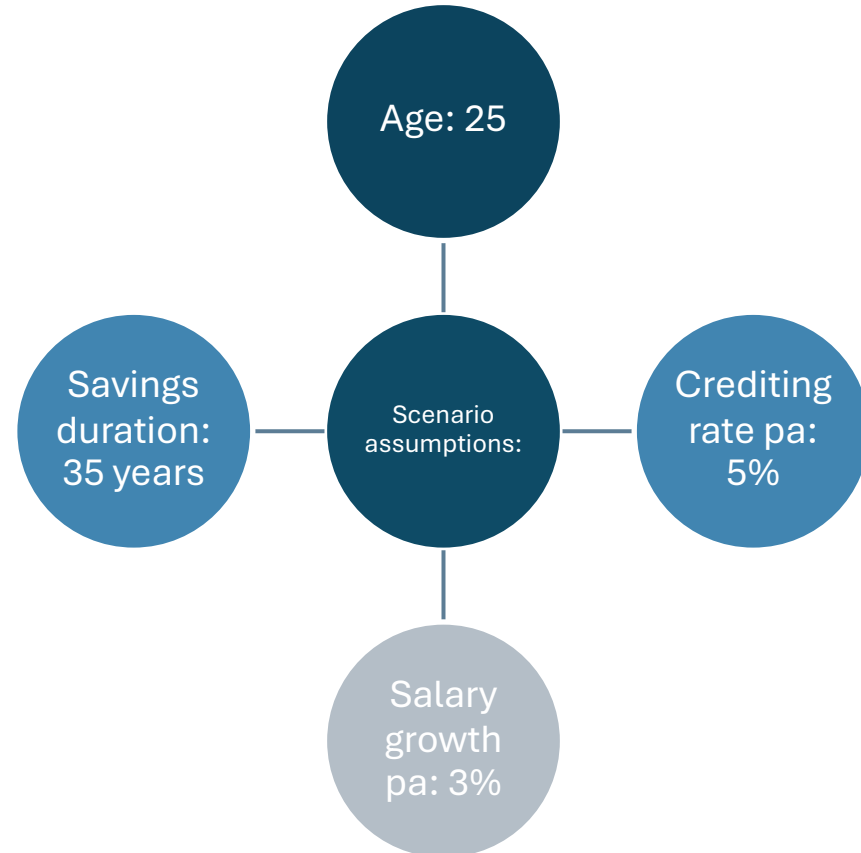 Age: 25
Savings
duration:
35 years
Scenario
assumptions:
Crediting
rate pa:
5%
Salary
growth
pa: 3%